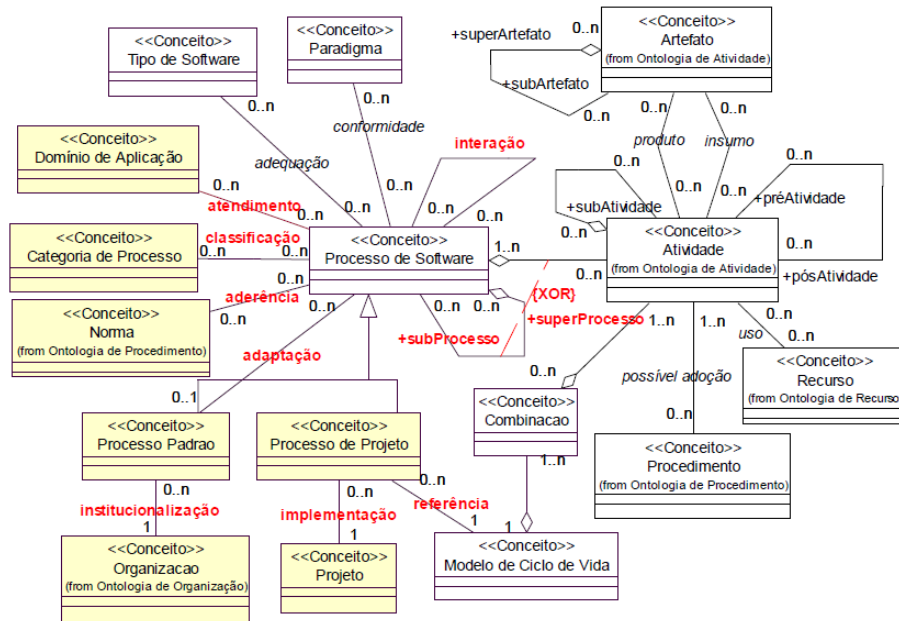 <<Conceito>>
Tipo de Software
0..n
<<Conceito>>
Paradigma
0..n
conformidade
0..n
+superArtefato
0..n
+subArtefato
0..n
<<Conceito>>
Artefato
(from Ontologia de Atividade)
0..n
0..n
produto
insumo
0..n
0..n
<<Conceito>>
Domínio de Aplicação
0..n
adequação
0..n
atendimento
0..n
interação
0..n
0..n
+subAtividade
0..n
0..n
0..n
+préAtividade
0..n
+pósAtividade
<<Conceito>>
Categoria de Processo
classificação
0..n
0..n
<<Conceito>>
Processo de Software
1..n
0..n
<<Conceito>>
Atividade
(from Ontologia de Atividade)
<<Conceito>>
Norma
(from Ontologia de Procedimento)
aderência
0..n
0..n
0..n
0..n
0..n
{XOR}
+superProcesso
+subProcesso
adaptação
0..1
1..n
1..n
0..n
uso
0..n
0..n
possível adoção
0..n
<<Conceito>>
Recurso
(from Ontologia de Recurso)
<<Conceito>>
Processo Padrao
<<Conceito>>
Processo de Projeto
<<Conceito>>
Combinacao
1..n
<<Conceito>>
Procedimento
(from Ontologia de Procedimento)
0..n
institucionalização
1
0..n
implementação
1
0..n
referência
1
1
<<Conceito>>
Organizacao
(from Ontologia de Organização)
<<Conceito>>
Projeto
<<Conceito>>
Modelo de Ciclo de Vida